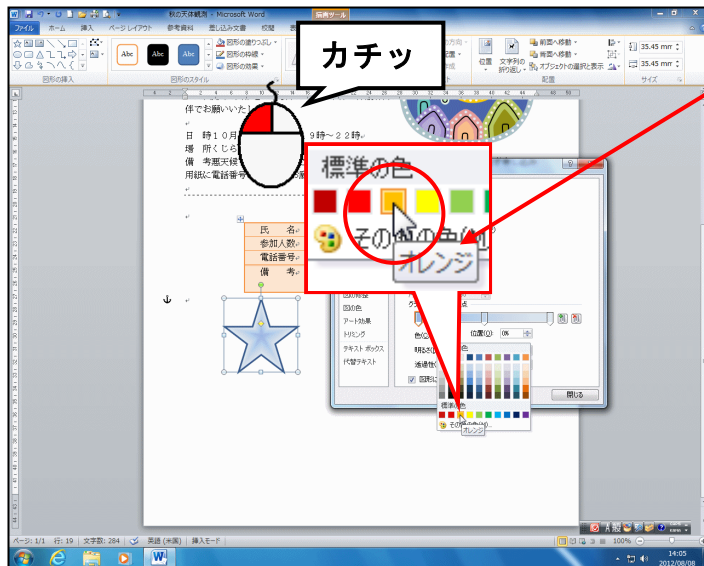 秋の天体観測 - Microsoft Word
描画ツール
ファイル ホーム 挿入 ページ レイアウト 参考資料 差し込み文書 校閲
Abc Abc Abc
図形の塗りつぶし
図形の枠線
図形の効果
図形の挿入
図形のスタイル
位置
文字列の折り返し
前面へ移動
背面へ移動
オブジェクトの選択と表示
配置
35.45 mm
35.45 mm
サイズ
カチッ
伴でお願いいた
日 時10月 9時~22時
場 所くじら
備 考悪天候
用紙に電話番号
氏 名
参加人数
電話番号
備 考
標準の色
その他の色(M)
オレンジ
図の修整
図の色
アート効果
トリミング
テキスト ボックス
代替テキスト
色(C)
位置(O): 0%
明るさ
透過性
図形に
標準の色
その他の色(M)...
オレンジ
閉じる
ページ: 1/1 行: 19 文字数: 284 英語 (米国) 挿入モード
100%
14:05
2012/08/08